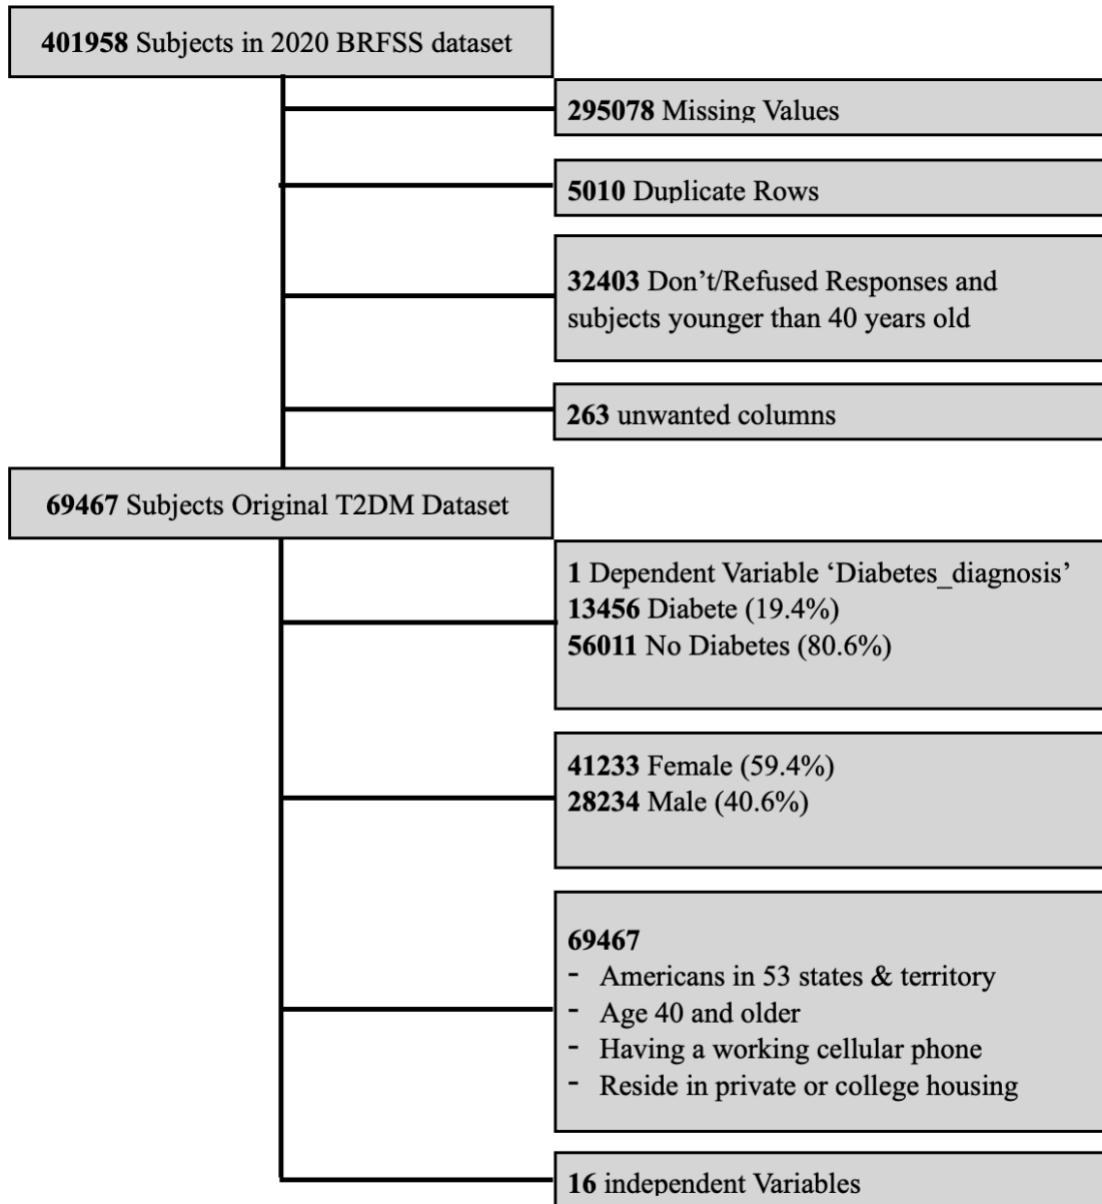 401958 Subjects in 2020 BRFSS dataset
295078 Missing Values
5010 Duplicate Rows
32403 Don’t/Refused Responses and
subjects younger than 40 years old
263 unwanted columns
69467 Subjects Original T2DM Dataset
1 Dependent Variable ‘Diabetes_diagnosis’
13456 Diabete (19.4%)
56011 No Diabetes (80.6%)
41233 Female (59.4%)
28234 Male (40.6%)
69467
- Americans in 53 states & territory
- Age 40 and older
- Having a working cellular phone
- Reside in private or college housing
16 independent Variables